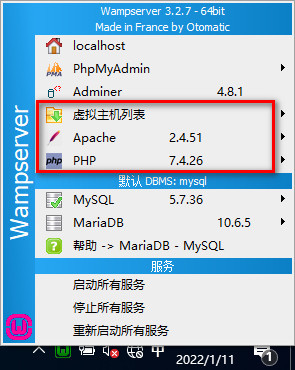 Wampserver 3.2.7 - 64bit
Made in France by Otomatic
Wampserver
localhost
PMA PhpMyAdmin
Adminer 4.8.1
虚拟主机列表
Apache 2.4.51
php PHP 7.4.26
默认 DBMS: mysql
MySQL 5.7.36
MariaDB 10.6.5
帮助 -> MariaDB - MySQL
服务
启动所有服务
停止所有服务
重新启动所有服务
中
2022/1/11
1